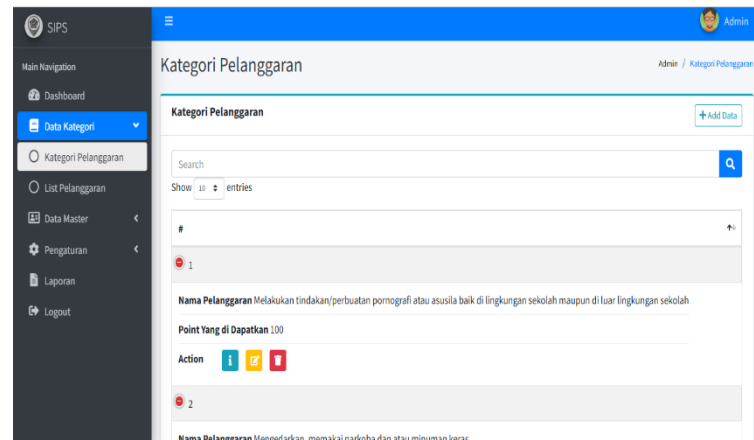 SIPS
Admin
Main Navigation
Dashboard
Data Kategori
Kategori Pelanggaran
List Pelanggaran
Data Master
Pengaturan
Laporan
Logout
Kategori Pelanggaran
Admin / Kategori Pelanggaran
Kategori Pelanggaran
+ Add Data
Search
Show 10 entries
#
1
Nama Pelanggaran Melakukan tindakan/perbuatan pornografi atau asusila baik di lingkungan sekolah maupun di luar lingkungan sekolah
Point Yang di Dapatkan 100
Action
2
Nama Pelanggaran Mengedarkan, memakai narkoba dan atau minuman keras